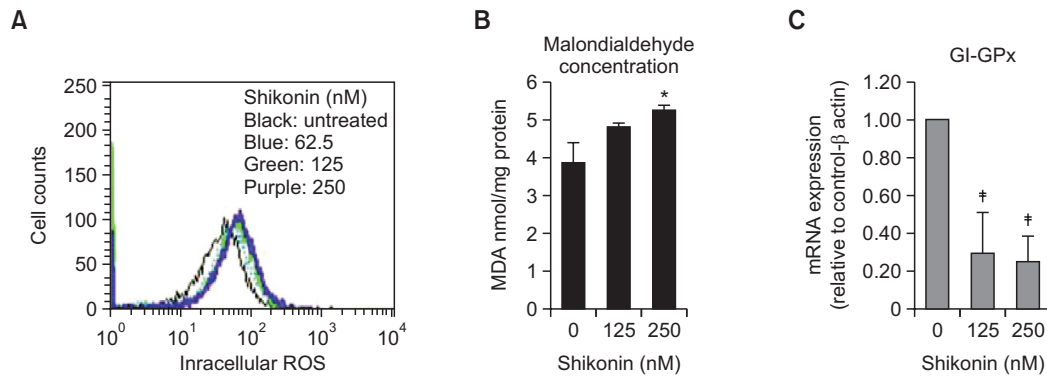 A
250
200
150
100
50
0
Cell counts
Shikonin (nM)
Black: untreated
Blue: 62.5
Green: 125
Purple: 250
10^0 10^1 10^2 10^3 10^4
Inracellular ROS
B
Malondialdehyde
concentration
6
5
4
3
2
1
0
MDA nmol/mg protein
*
0 125 250
Shikonin (nM)
C
GI-GPx
1.20
1.00
0.80
0.60
0.40
0.20
0
mRNA expression
(relative to control-β actin)
ǂ ǂ
0 125 250
Shikonin (nM)